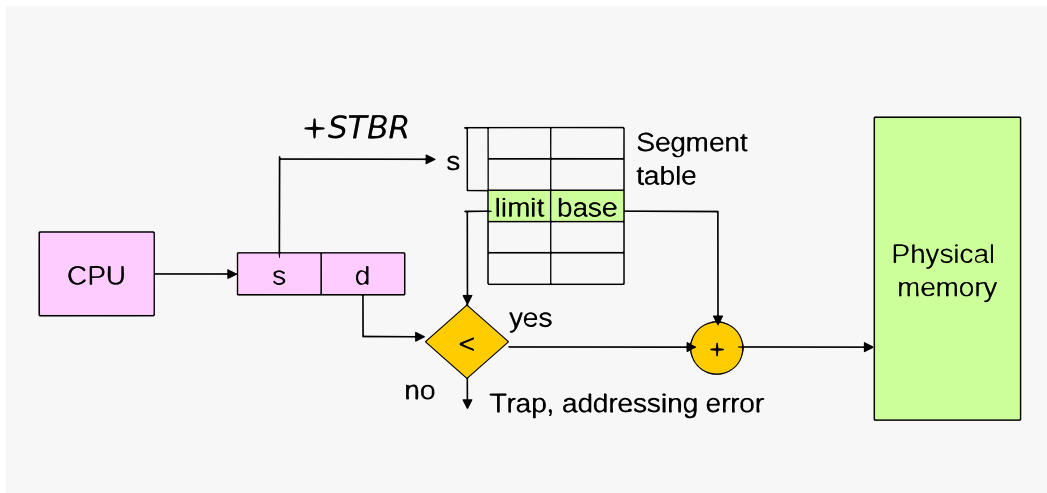 +STBR
Segment
table
s
limit base
CPU
s d
Physical
memory
yes
<
+
no
Trap, addressing error